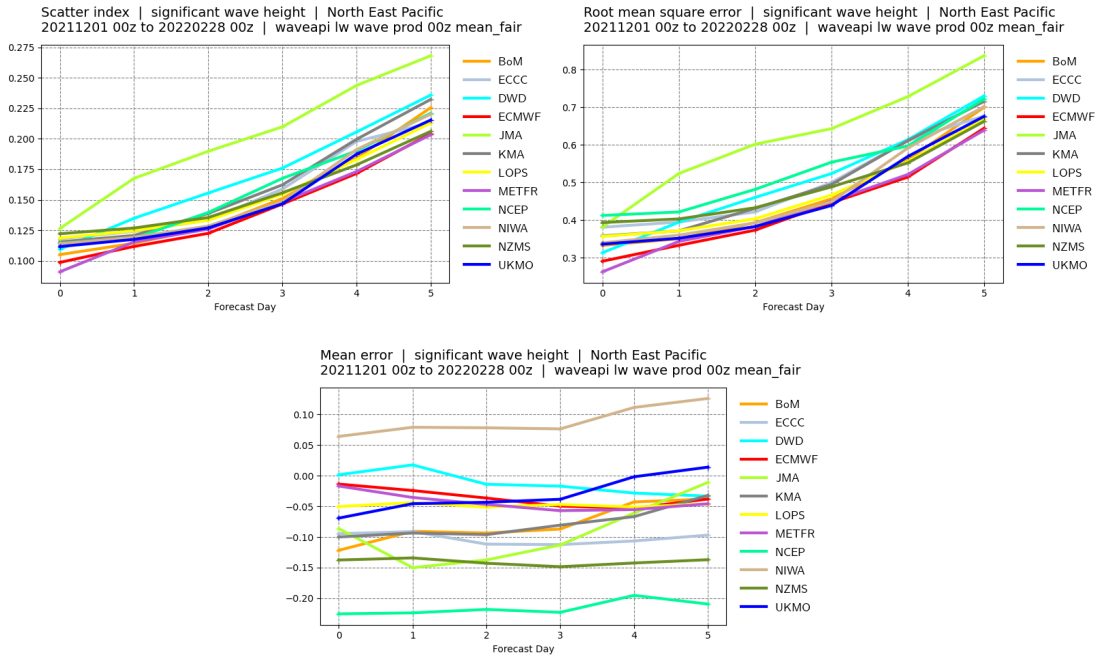 Scatter index | significant wave height | North East Pacific
20211201 00z to 20220228 00z | waveapi lw wave prod 00z mean_fair
0.275
0.250
0.225
0.200
0.175
0.150
0.125
0.100
0 1 2 3 4 5
Forecast Day
BoM
ECCC
DWD
ECMWF
JMA
KMA
LOPS
METFR
NCEP
NIWA
NZMS
UKMO
Root mean square error | significant wave height | North East Pacific
20211201 00z to 20220228 00z | waveapi lw wave prod 00z mean_fair
0.8
0.7
0.6
0.5
0.4
0.3
0 1 2 3 4 5
Forecast Day
BoM
ECCC
DWD
ECMWF
JMA
KMA
LOPS
METFR
NCEP
NIWA
NZMS
UKMO
Mean error | significant wave height | North East Pacific
20211201 00z to 20220228 00z | waveapi lw wave prod 00z mean_fair
0.10
0.05
0.00
−0.05
−0.10
−0.15
−0.20
0 1 2 3 4 5
Forecast Day
BoM
ECCC
DWD
ECMWF
JMA
KMA
LOPS
METFR
NCEP
NIWA
NZMS
UKMO